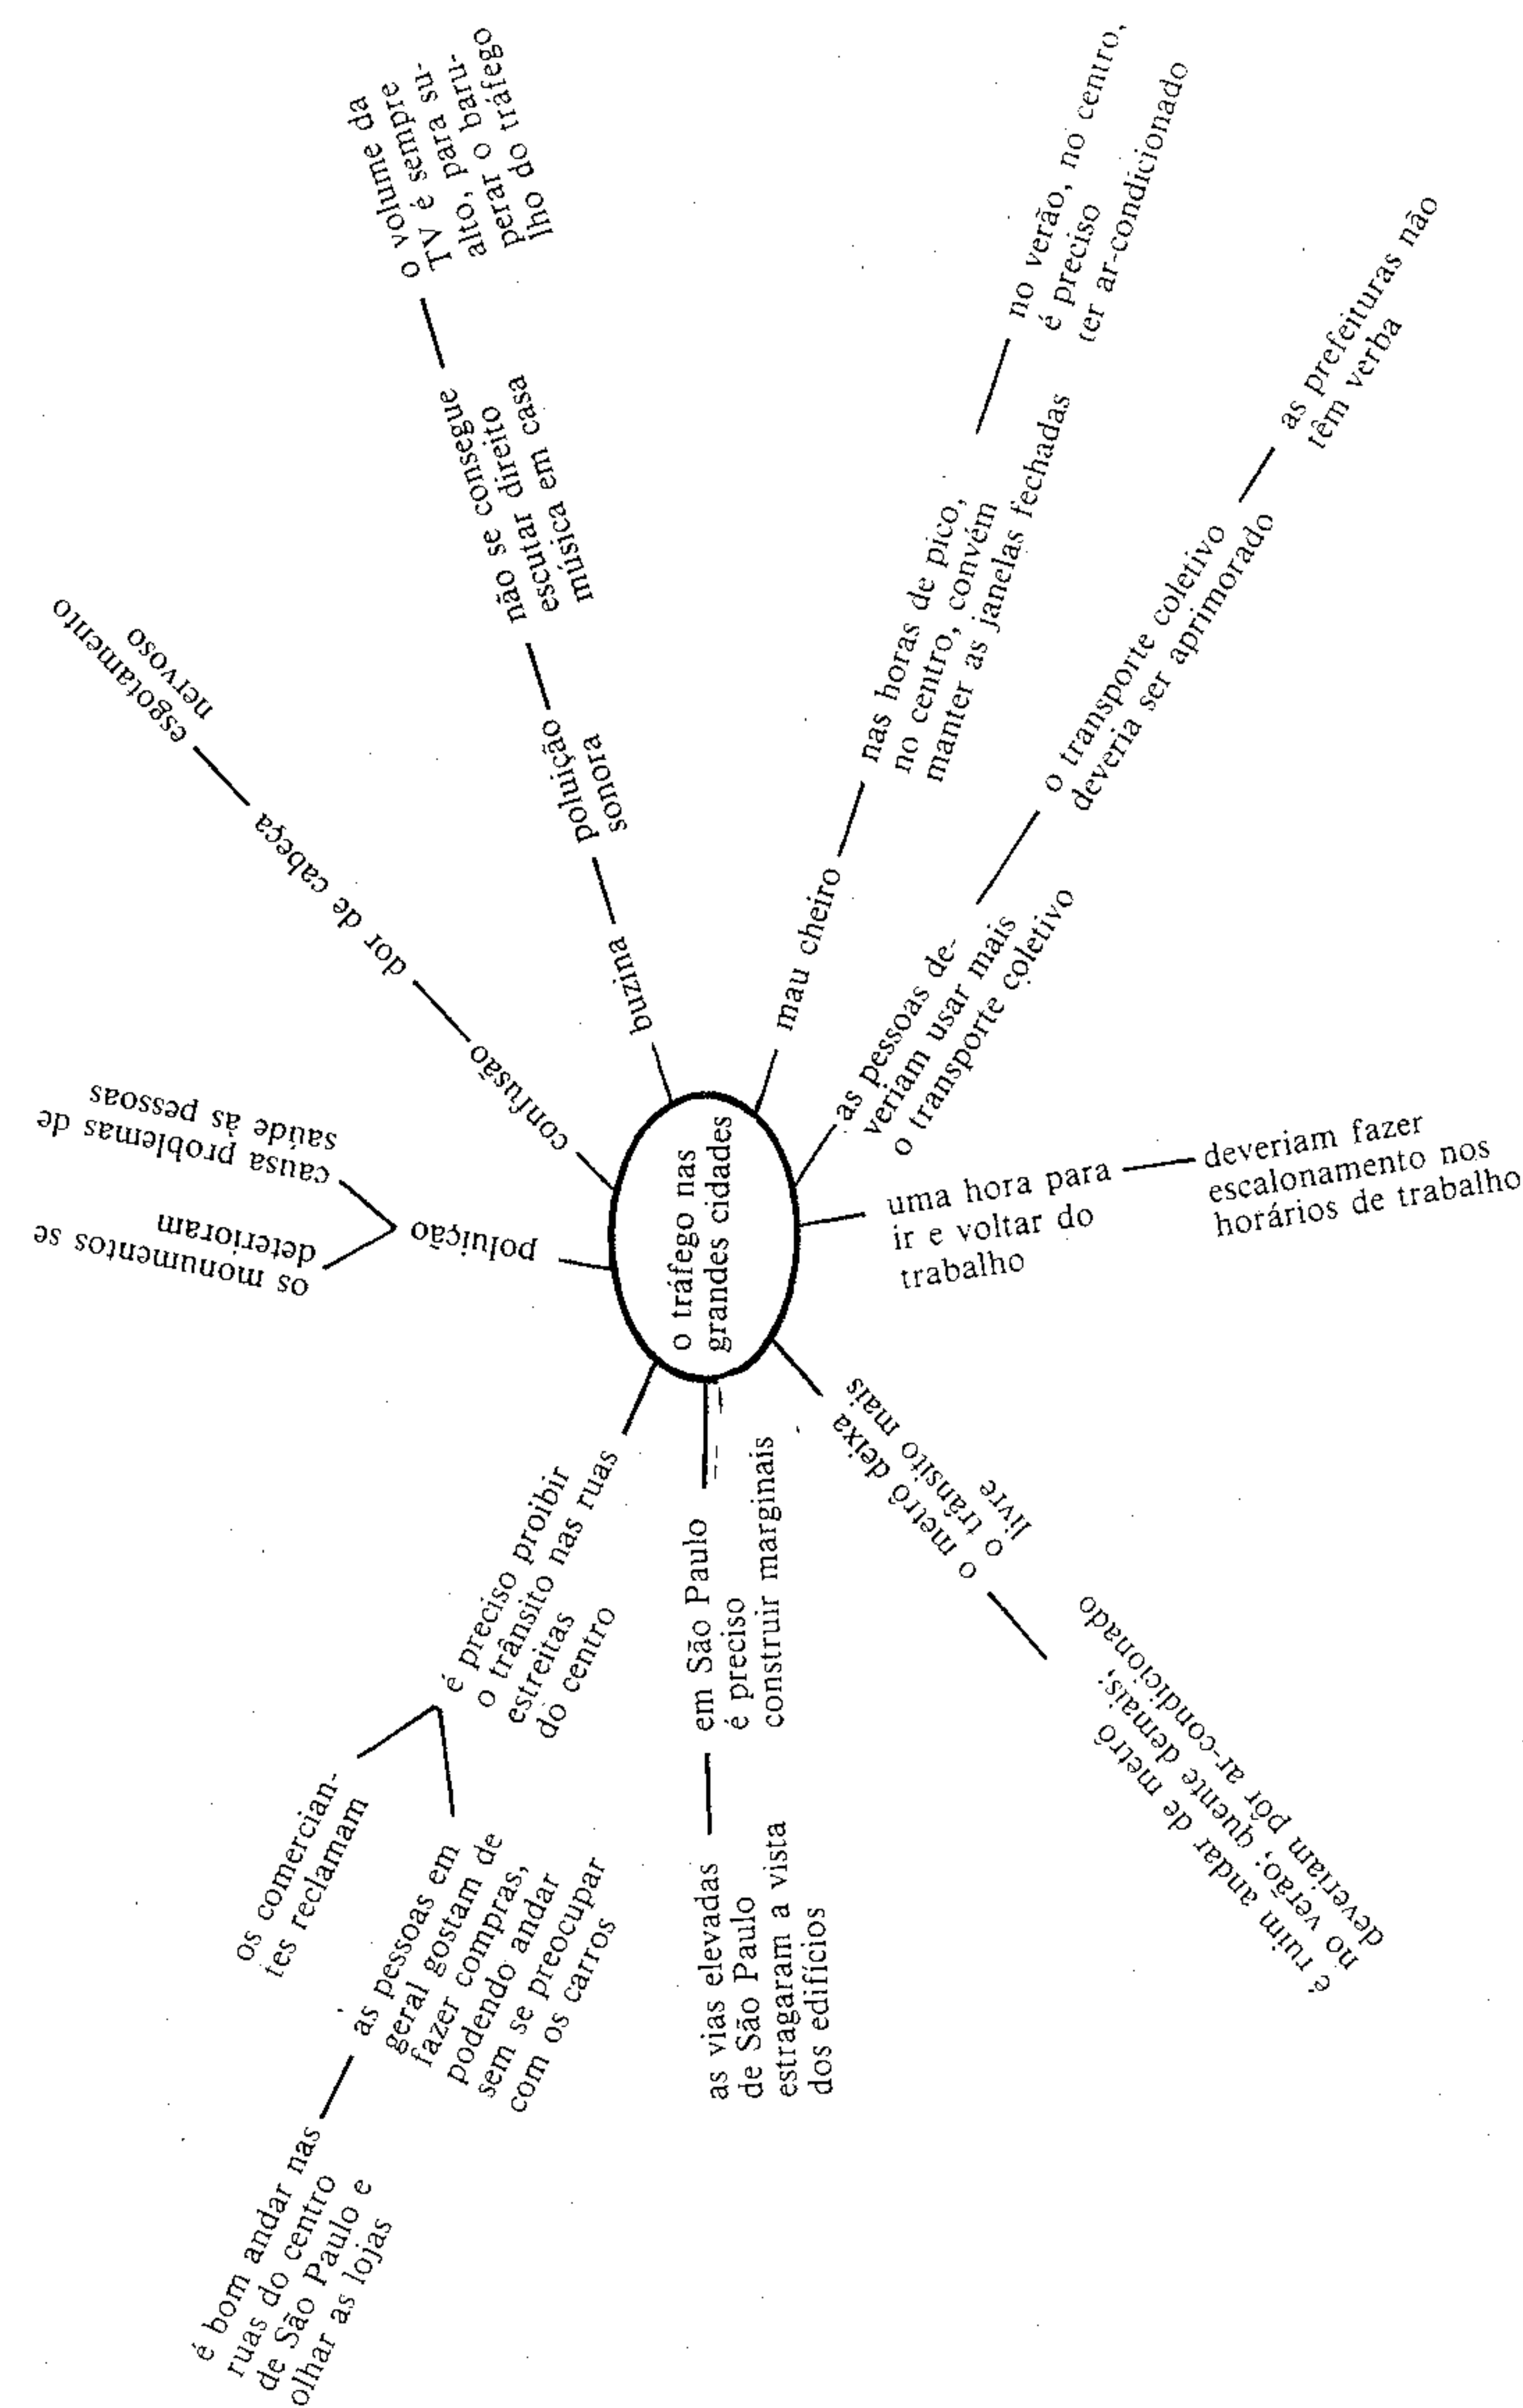 o tráfego nas
grandes cidades
buzina
poluição
sonora
não se consegue
escutar direito
música em casa
o volume da
TV é sempre
alto, para su-
perar o baru-
lho do tráfego
mau cheiro
nas horas de pico,
no centro, convém
manter as janelas fechadas
no verão, no centro,
é preciso
ter ar-condicionado
as pessoas de-
veriam usar mais
o transporte coletivo
o transporte coletivo
deveria ser aprimorado
as prefeituras não
têm verba
uma hora para
ir e voltar do
trabalho
deveriam fazer
escalonamento nos
horários de trabalho
o metrô deixa
o trânsito mais
livre
é ruim andar de metrô
no verão; quente demais;
deveriam pôr ar-condicionado
em São Paulo
é preciso
construir marginais
as vias elevadas
de São Paulo
estragaram a vista
dos edifícios
é preciso proibir
o trânsito nas ruas
estreitas
do centro
os comercian-
tes reclamam
as pessoas em
geral gostam de
fazer compras,
podendo andar
sem se preocupar
com os carros
é bom andar nas
ruas do centro
de São Paulo e
olhar as lojas
poluição
os monumentos se
deterioram
causa problemas de
saúde às pessoas
confusão
dor de cabeça
esgotamento
nervoso